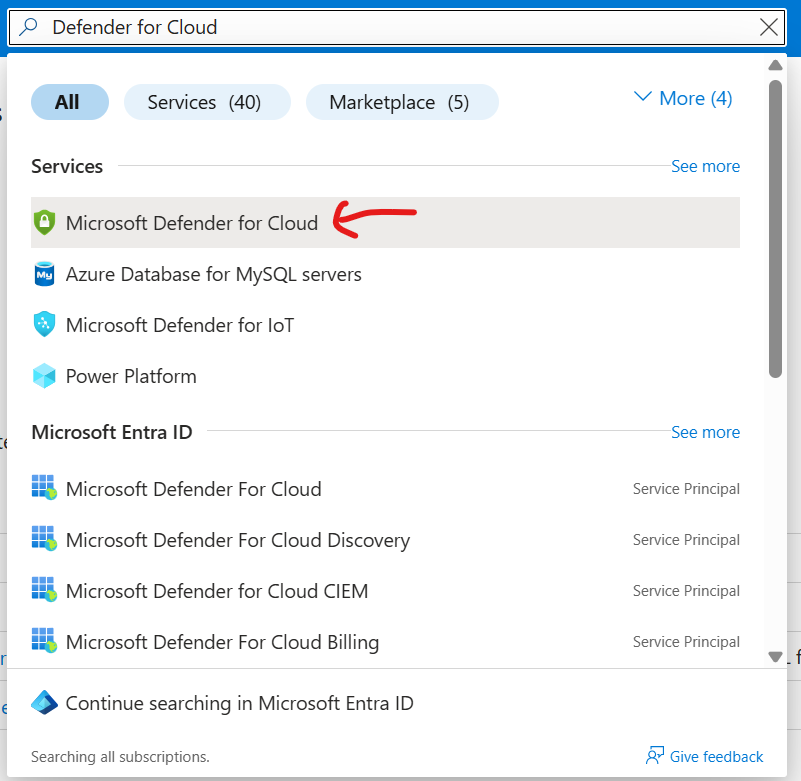 Defender for Cloud
All
Services (40)
Marketplace (5)
More (4)
Services
See more
Microsoft Defender for Cloud
Azure Database for MySQL servers
Microsoft Defender for IoT
Power Platform
Microsoft Entra ID
See more
Microsoft Defender For Cloud
Service Principal
Microsoft Defender For Cloud Discovery
Service Principal
Microsoft Defender for Cloud CIEM
Service Principal
Microsoft Defender For Cloud Billing
Service Principal
Continue searching in Microsoft Entra ID
Searching all subscriptions.
Give feedback